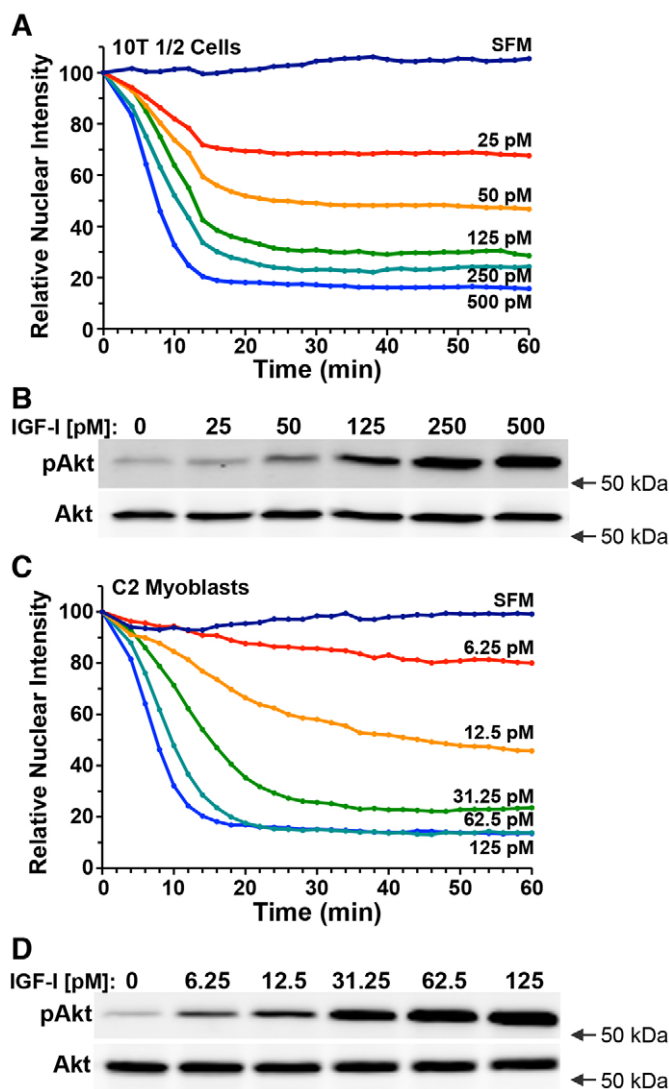 A
10T 1/2 Cells
SFM
Relative Nuclear Intensity
100
80
60
40
20
0
25 pM
50 pM
125 pM
250 pM
500 pM
0 10 20 30 40 50 60
Time (min)
B
IGF-I [pM]: 0 25 50 125 250 500
pAkt
50 kDa
Akt
50 kDa
C
C2 Myoblasts
SFM
Relative Nuclear Intensity
100
80
60
40
20
0
6.25 pM
12.5 pM
31.25 pM
62.5 pM
125 pM
0 10 20 30 40 50 60
Time (min)
D
IGF-I [pM]: 0 6.25 12.5 31.25 62.5 125
pAkt
50 kDa
Akt
50 kDa